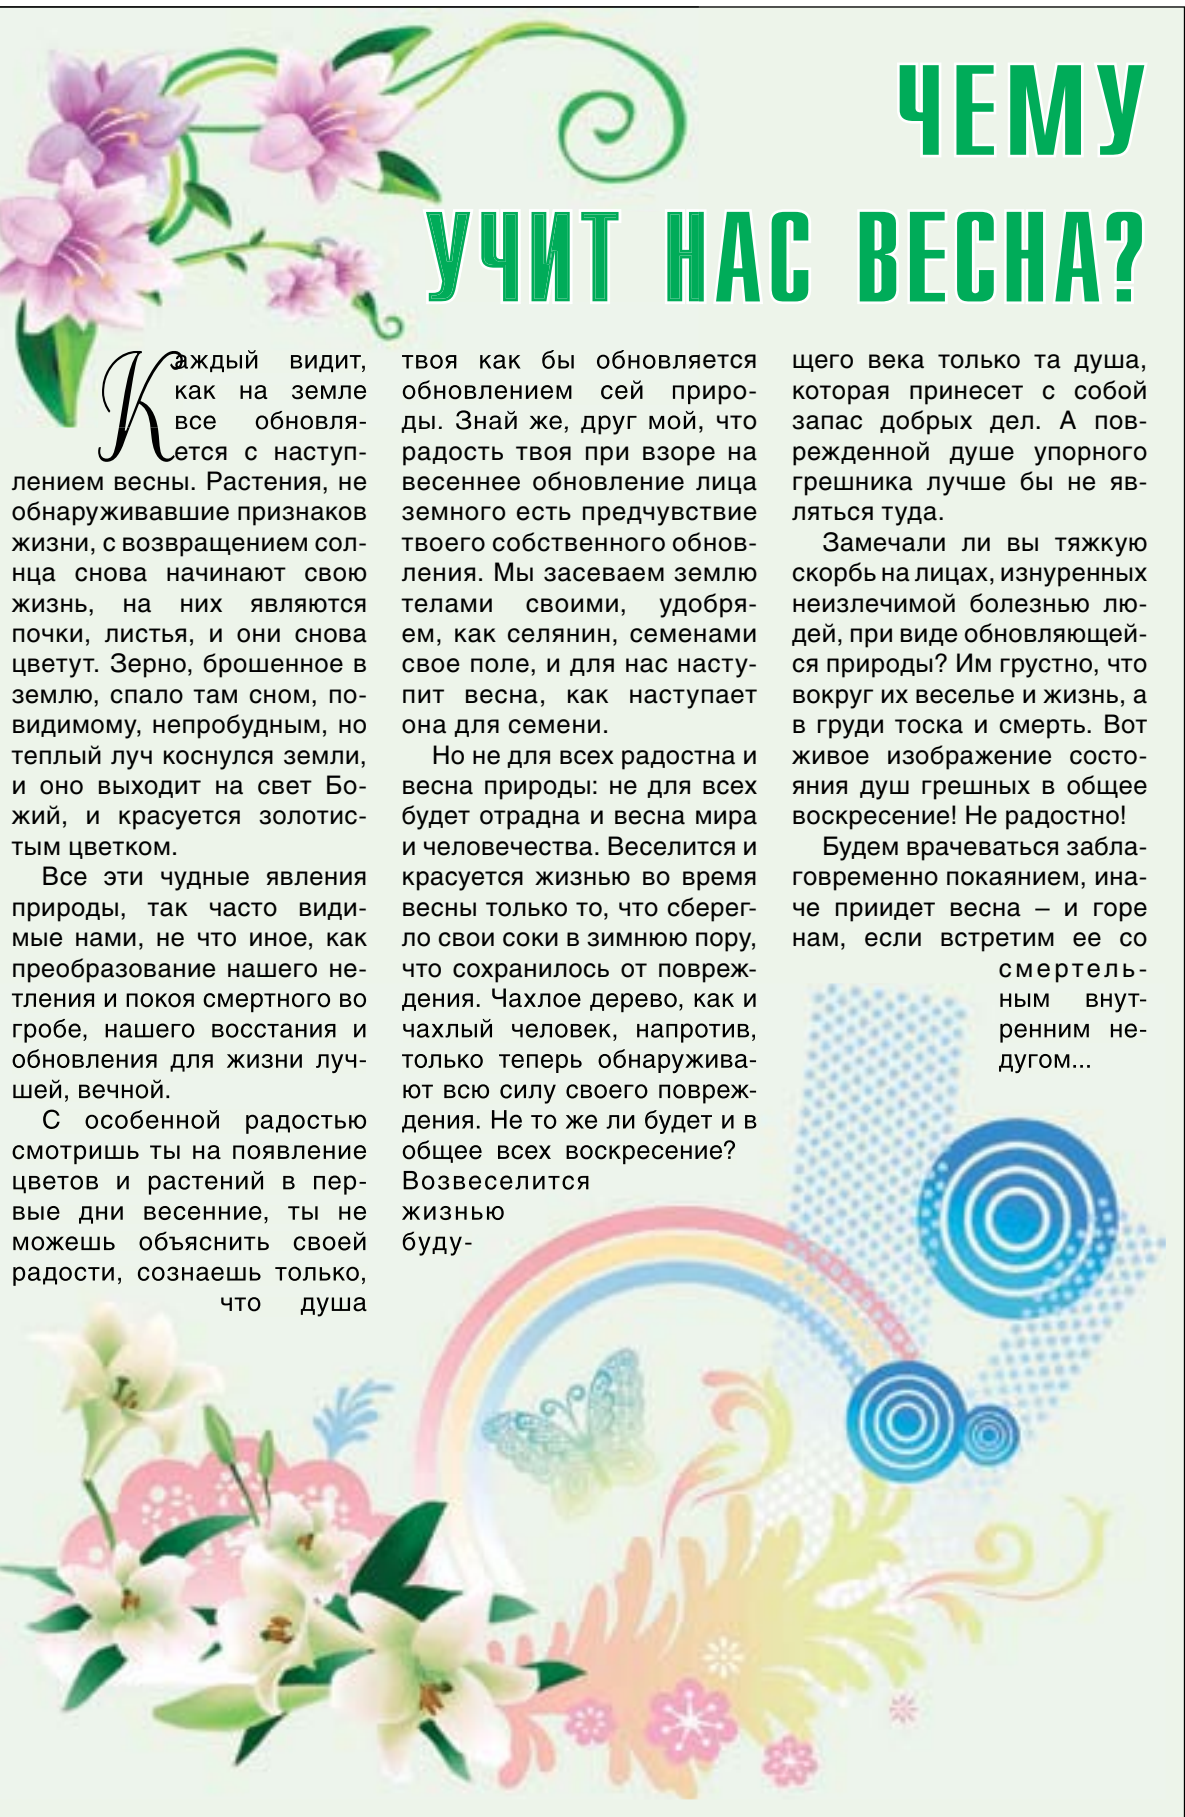 ЧЕМУ
УЧИТ НАС ВЕСНА?
Каждый видит,
как на земле
все обновля-
ется с наступ-
лением весны. Растения, не
обнаруживавшие признаков
жизни, с возвращением сол-
нца снова начинают свою
жизнь, на них являются
почки, листья, и они снова
цветут. Зерно, брошенное в
землю, спало там сном, по-
видимому, непробудным, но
теплый луч коснулся земли,
и оно выходит на свет Бо-
жий, и красуется золотис-
тым цветком.
Все эти чудные явления
природы, так часто види-
мые нами, не что иное, как
преобразование нашего не-
тления и покоя смертного во
гробе, нашего восстания и
обновления для жизни луч-
шей, вечной.
С особенной радостью
смотришь ты на появление
цветов и растений в пер-
вые дни весенние, ты не
можешь объяснить своей
радости, сознаешь только,
что душа
твоя как бы обновляется
обновлением сей приро-
ды. Знай же, друг мой, что
радость твоя при взоре на
весеннее обновление лица
земного есть предчувствие
твоего собственного обнов-
ления. Мы засеваем землю
телами своими, удобря-
ем, как селянин, семенами
свое поле, и для нас насту-
пит весна, как наступает
она для семени.
Но не для всех радостна и
весна природы: не для всех
будет отрадна и весна мира
и человечества. Веселится и
красуется жизнью во время
весны только то, что сберег-
ло свои соки в зимнюю пору,
что сохранилось от повреж-
дения. Чахлое дерево, как и
чахлый человек, напротив,
только теперь обнаружива-
ют всю силу своего повреж-
дения. Не то же ли будет и в
общее всех воскресение?
Возвеселится
жизнью
буду-
щего века только та душа,
которая принесет с собой
запас добрых дел. А пов-
режденной душе упорного
грешника лучше бы не яв-
ляться туда.
Замечали ли вы тяжкую
скорбь на лицах, изнуренных
неизлечимой болезнью лю-
дей, при виде обновляющей-
ся природы? Им грустно, что
вокруг их веселье и жизнь, а
в груди тоска и смерть. Вот
живое изображение состо-
яния душ грешных в общее
воскресение! Не радостно!
Будем врачеваться забла-
говременно покаянием, ина-
че приидет весна – и горе
нам, если встретим ее со
смертель-
ным внут-
ренним не-
дугом...